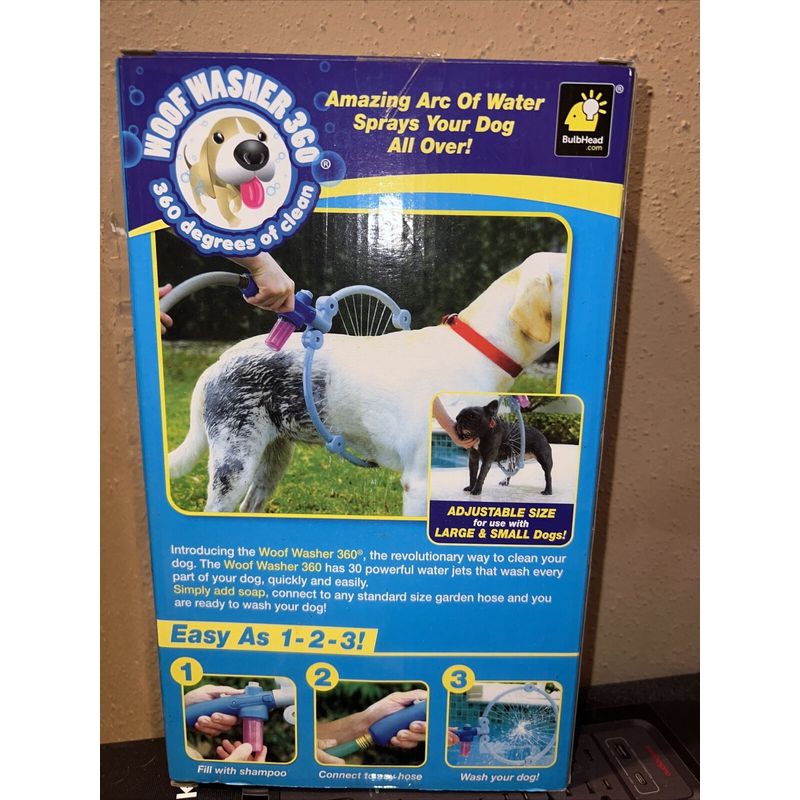 WOOF WASHER 360®
360 degrees of clean
Amazing Arc Of Water
Sprays Your Dog
All Over!
BulbHead
.com
®
ADJUSTABLE SIZE
for use with
LARGE & SMALL Dogs!
Introducing the Woof Washer 360®, the revolutionary way to clean your
dog. The Woof Washer 360 has 30 powerful water jets that wash every
part of your dog, quickly and easily.
Simply add soap, connect to any standard size garden hose and you
are ready to wash your dog!
Easy As 1-2-3!
1
2
3
Fill with shampoo
Connect to any hose
Wash your dog!
K